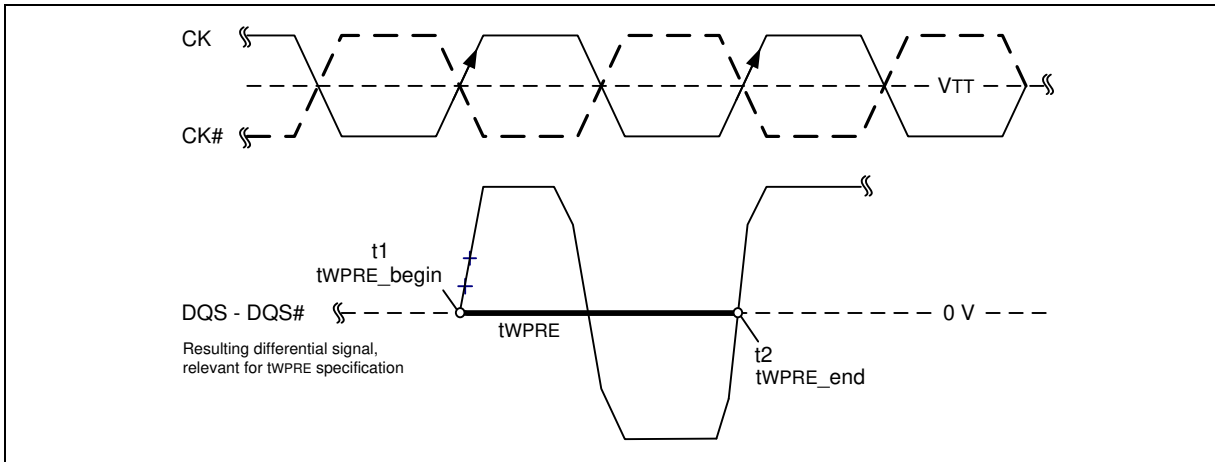 CK
VTT
CK#
t1
tWPRE_begin
DQS - DQS#
tWPRE
0 V
Resulting differential signal,
relevant for tWPRE specification
t2
tWPRE_end